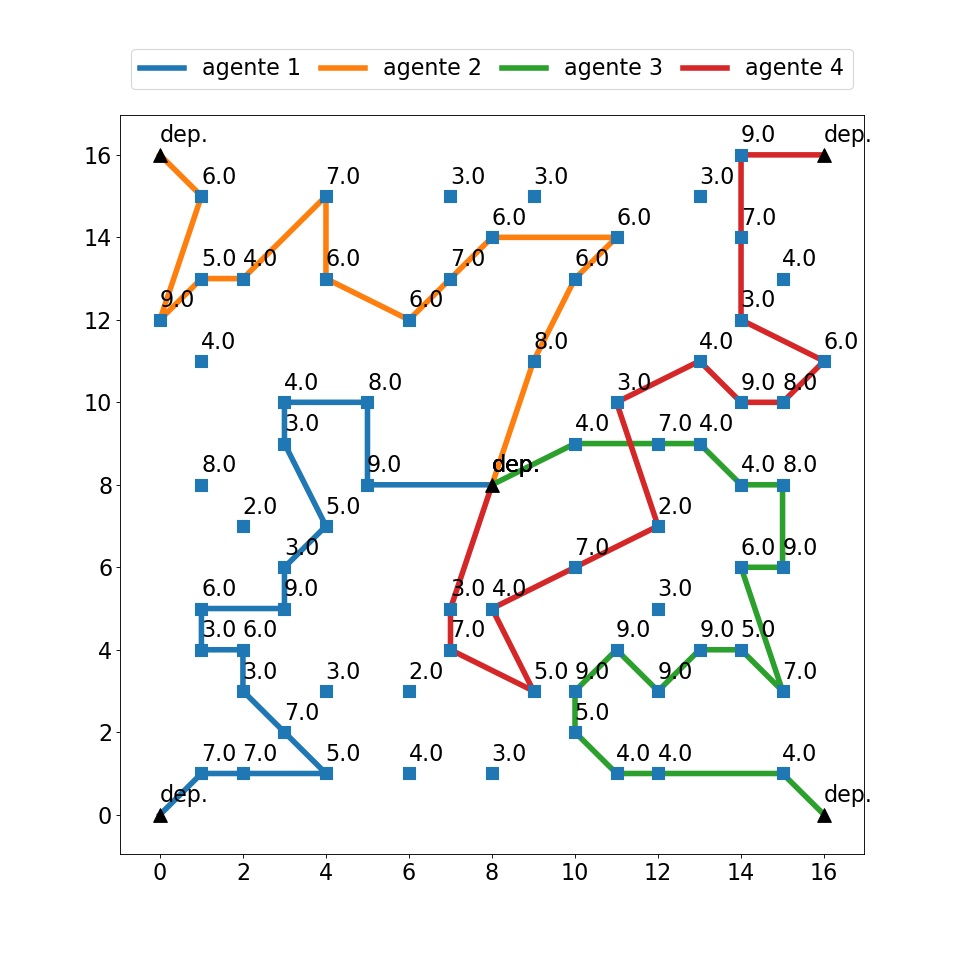 agente 1 agente 2 agente 3 agente 4
dep. 9.0 dep.
16
6.0 7.0 3.0 3.0 3.0
6.0 6.0 7.0
14
5.0 4.0 6.0 7.0 6.0 4.0
9.0 6.0 3.0
12
4.0 8.0 4.0 6.0
4.0 8.0 3.0 9.0 8.0
10
3.0 4.0 7.0 4.0
8.0 9.0 dep. 4.0 8.0
8
2.0 5.0 2.0
3.0 7.0 6.0 9.0
6
6.0 9.0 3.0 4.0 3.0
3.0 6.0 7.0 9.0 9.0 5.0
4
3.0 3.0 2.0 5.0 9.0 9.0 7.0
7.0 5.0
2
7.0 7.0 5.0 4.0 3.0 4.0 4.0 4.0
dep. dep.
0
0 2 4 6 8 10 12 14 16